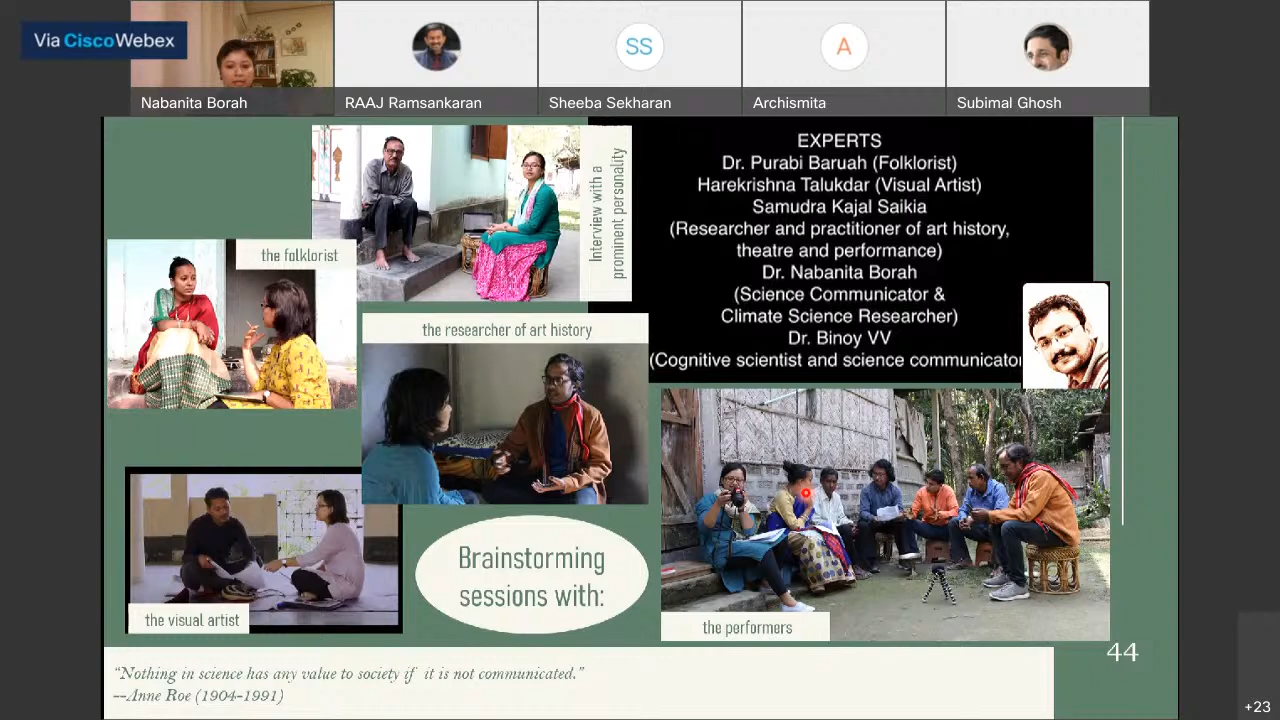 Via Cisco Webex
Nabanita Borah
RAAJ Ramsankaran
SS
Sheeba Sekharan
A
Archismita
Subimal Ghosh
Interview with a
prominent personality
EXPERTS
Dr. Purabi Baruah (Folklorist)
Harekrishna Talukdar (Visual Artist)
Samudra Kajal Saikia
(Researcher and practitioner of art history,
theatre and performance)
Dr. Nabanita Borah
(Science Communicator &
Climate Science Researcher)
Dr. Binoy VV
(Cognitive scientist and science communicator
the folklorist
the researcher of art history
the visual artist
Brainstorming
sessions with:
the performers
44
“Nothing in science has any value to society if it is not communicated.”
--Anne Roe (1904-1991)
+23